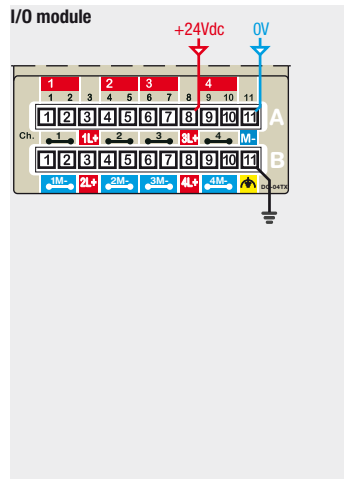 I/O module
+24Vdc 0V
1 2 3 4
1 2 3 4 5 6 7 8 9 10 11
1 2 3 4 5 6 7 8 9 10 11 A
Ch. 1 1L+ 2 3 3L+ 4 M-
1 2 3 4 5 6 7 8 9 10 11 B
1M- 2L+ 2M- 3M- 4L+ 4M- DO-04TX